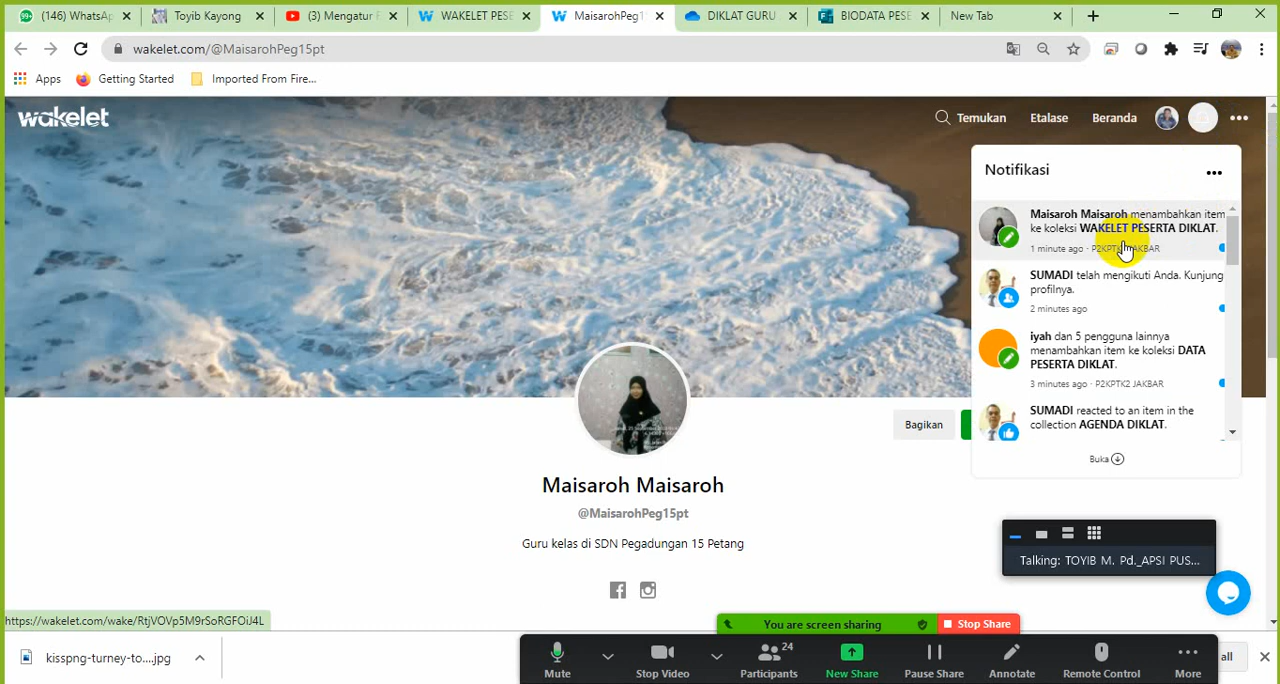 (146) WhatsAp
Toyib Kayong
(3) Mengatur F
WAKELET PESE
MaisarohPeg1
DIKLAT GURU
BIODATA PESE
New Tab
wakelet.com/@MaisarohPeg15pt
Apps
Getting Started
Imported From Fire...
wakelet
Temukan
Etalase
Beranda
Notifikasi
Maisaroh Maisaroh menambahkan item
ke koleksi WAKELET PESERTA DIKLAT.
1 minute ago · P2KPTK2 JAKBAR
SUMADI telah mengikuti Anda. Kunjung
profilnya.
2 minutes ago
iyah dan 5 pengguna lainnya
menambahkan item ke koleksi DATA
PESERTA DIKLAT.
3 minutes ago · P2KPTK2 JAKBAR
SUMADI reacted to an item in the
collection AGENDA DIKLAT.
Buka
Bagikan
Maisaroh Maisaroh
@MaisarohPeg15pt
Guru kelas di SDN Pegadungan 15 Petang
Talking: TOYIB M. Pd._APSI PUS...
https://wakelet.com/wake/RtjVOVp5M9rSoRGFOiJ4L
You are screen sharing
Stop Share
kisspng-turney-to....jpg
Mute
Stop Video
Participants
24
New Share
Pause Share
Annotate
Remote Control
More
all